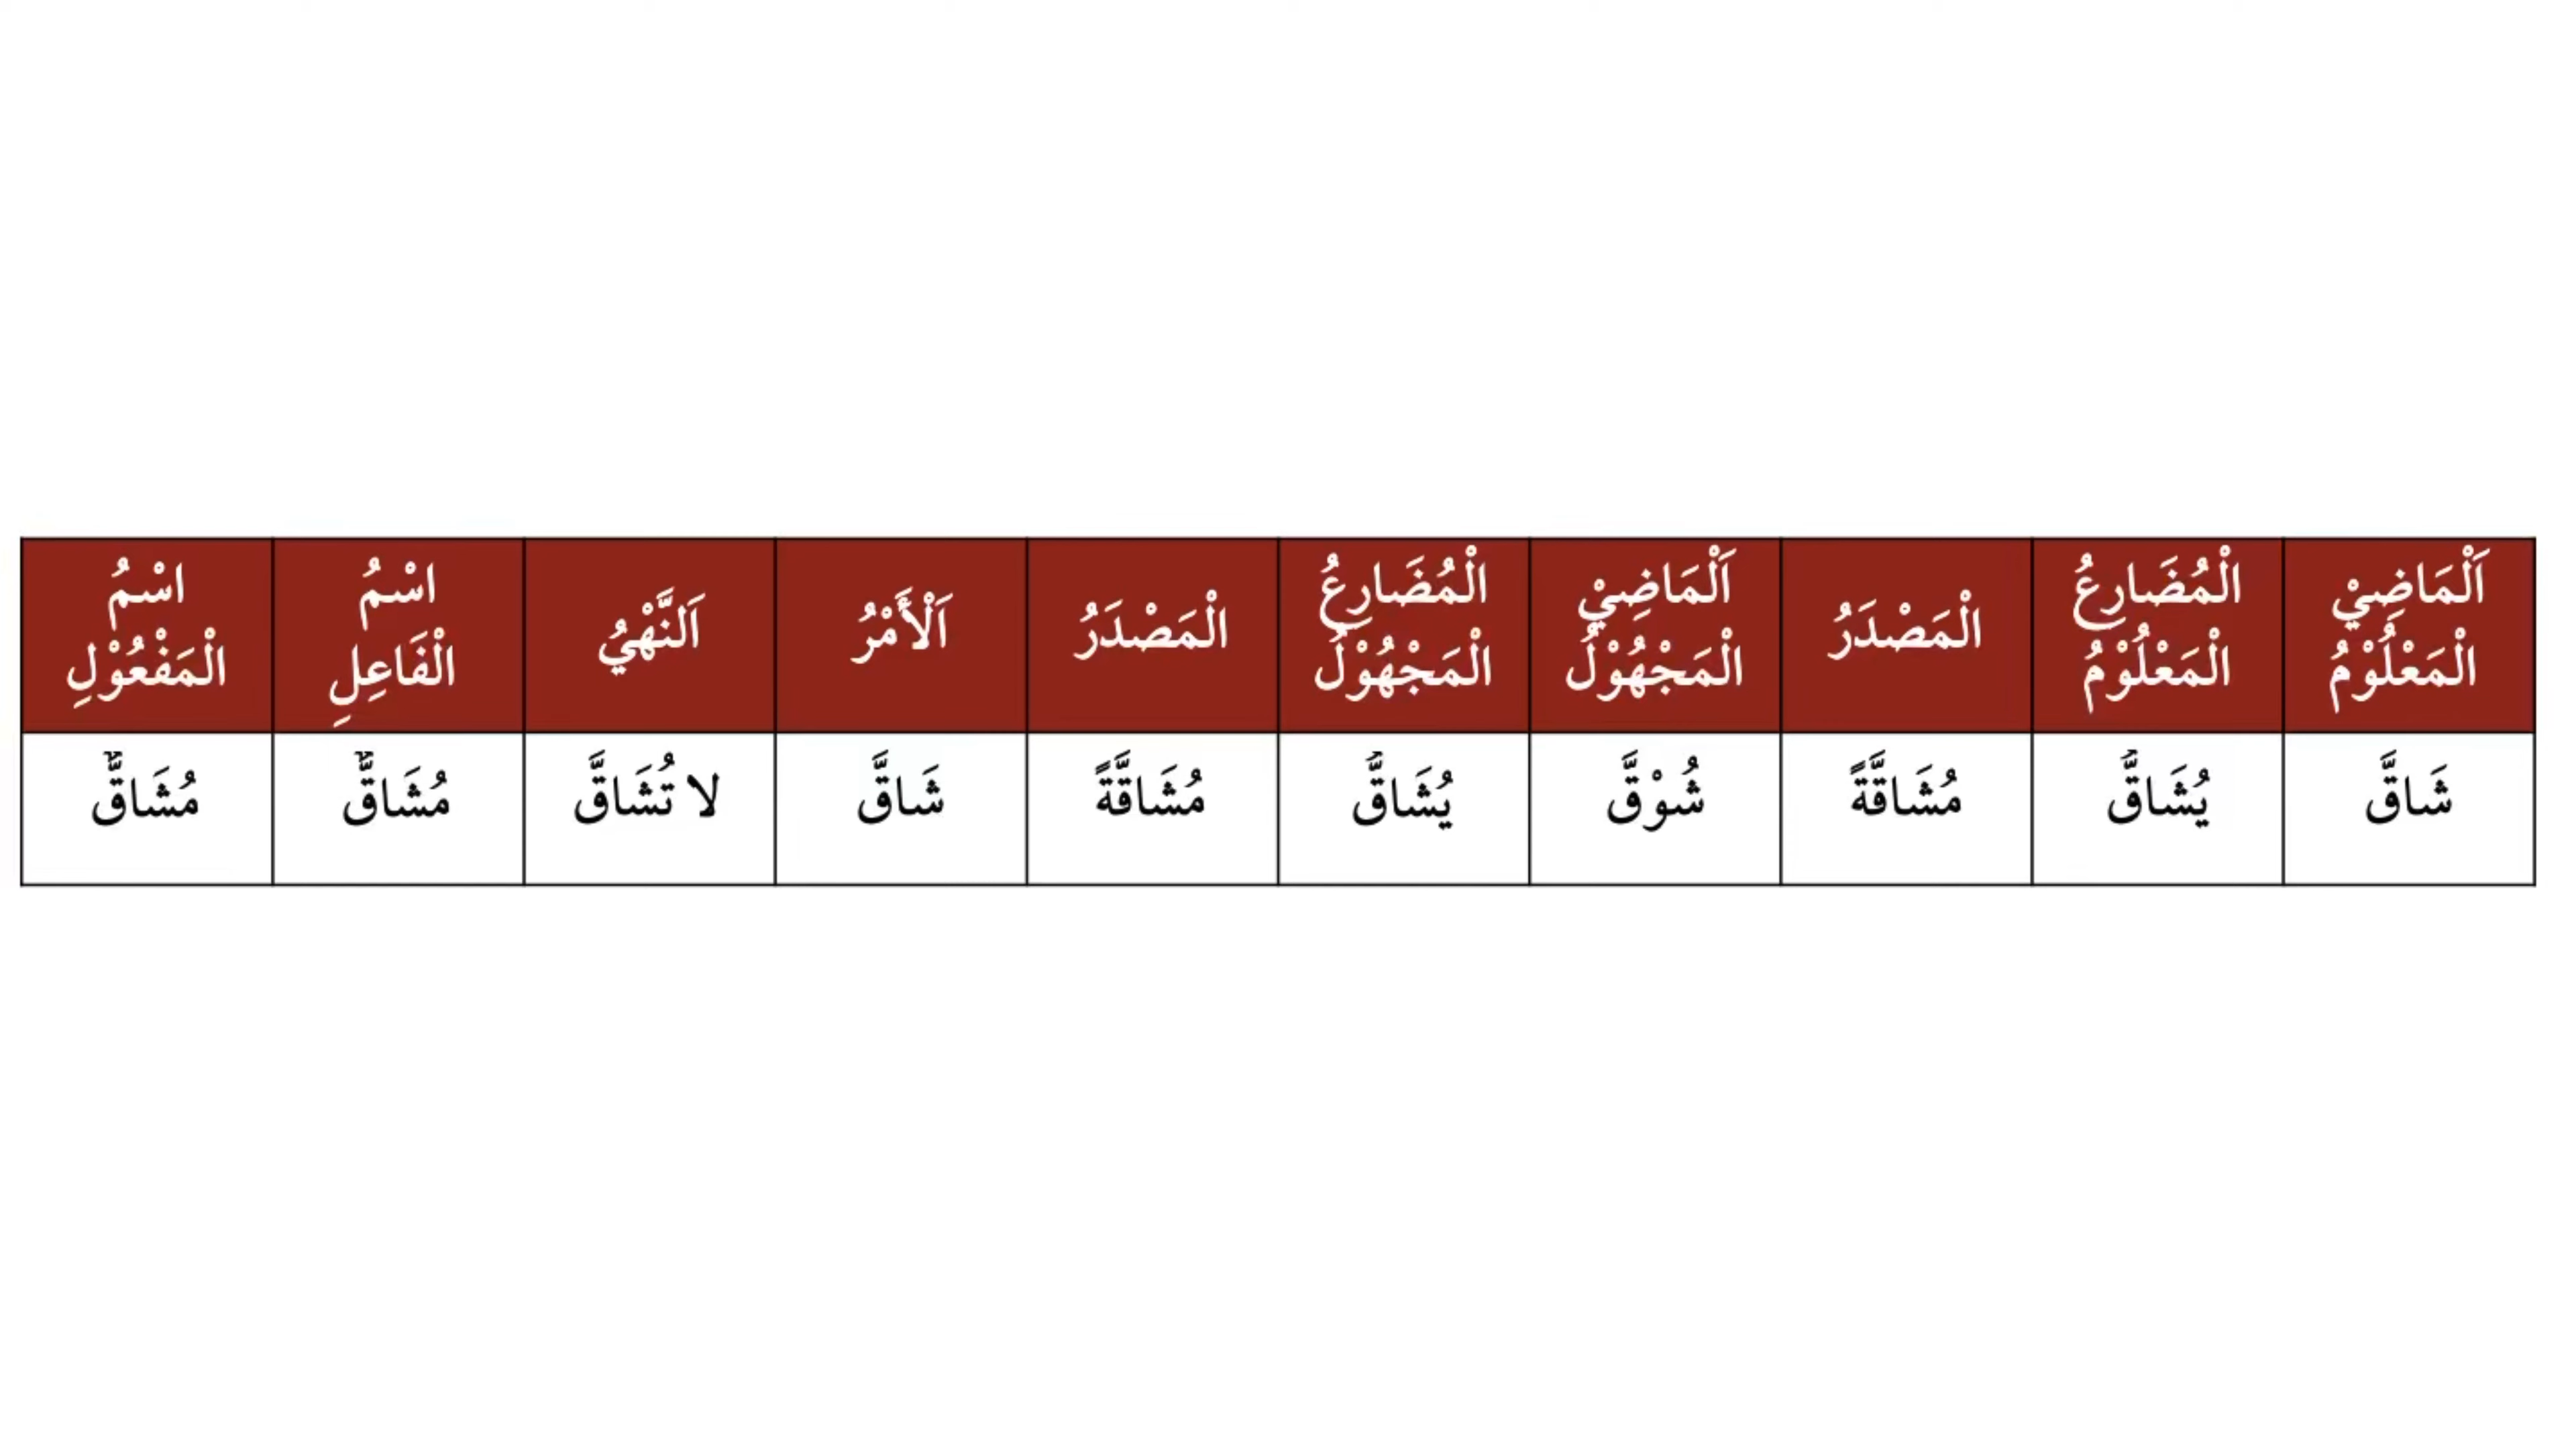 اَلْمَاضِيْ الْمَعْلُوْمُ
الْمُضَارِعُ الْمَعْلُوْمُ
الْمَصْدَرُ
اَلْمَاضِيْ الْمَجْهُوْلُ
الْمُضَارِعُ الْمَجْهُوْلُ
الْمَصْدَرُ
اَلْأَمْرُ
اَلنَّهْيُ
اسْمُ الْفَاعِلِ
اسْمُ الْمَفْعُوْلِ
شَاقَّ
يُشَاقُّ
مُشَاقَّةً
شُوْقَّ
يُشَاقُّ
مُشَاقَّةً
شَاقَّ
لا تُشَاقَّ
مُشَاقٌّ
مُشَاقٌّ